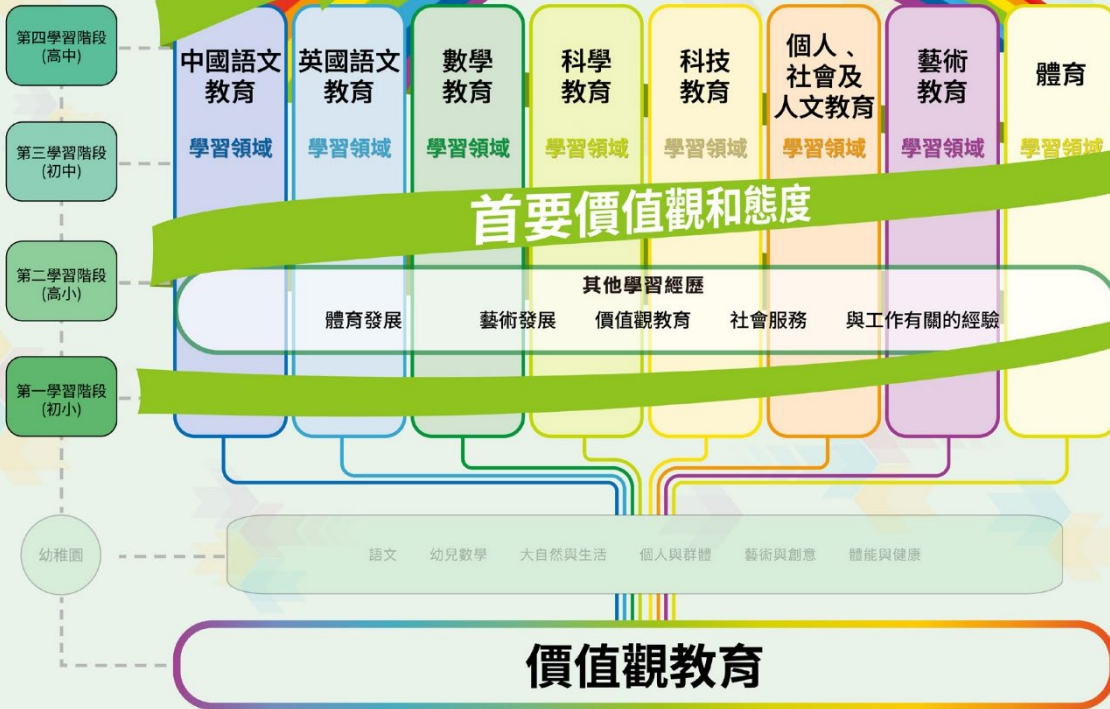 第四學習階段
(高中)
第三學習階段
(初中)
第二學習階段
(高小)
第一學習階段
(初小)
幼稚園
中國語文
教育
學習領域
英國語文
教育
學習領域
數學
教育
學習領域
科學
教育
學習領域
科技
教育
學習領域
個人、
社會及
人文教育
學習領域
藝術
教育
學習領域
體育
學習領域
首要價值觀和態度
其他學習經歷
體育發展 藝術發展 價值觀教育 社會服務 與工作有關的經驗
語文 幼兒數學 大自然與生活 個人與群體 藝術與創意 體能與健康
價值觀教育